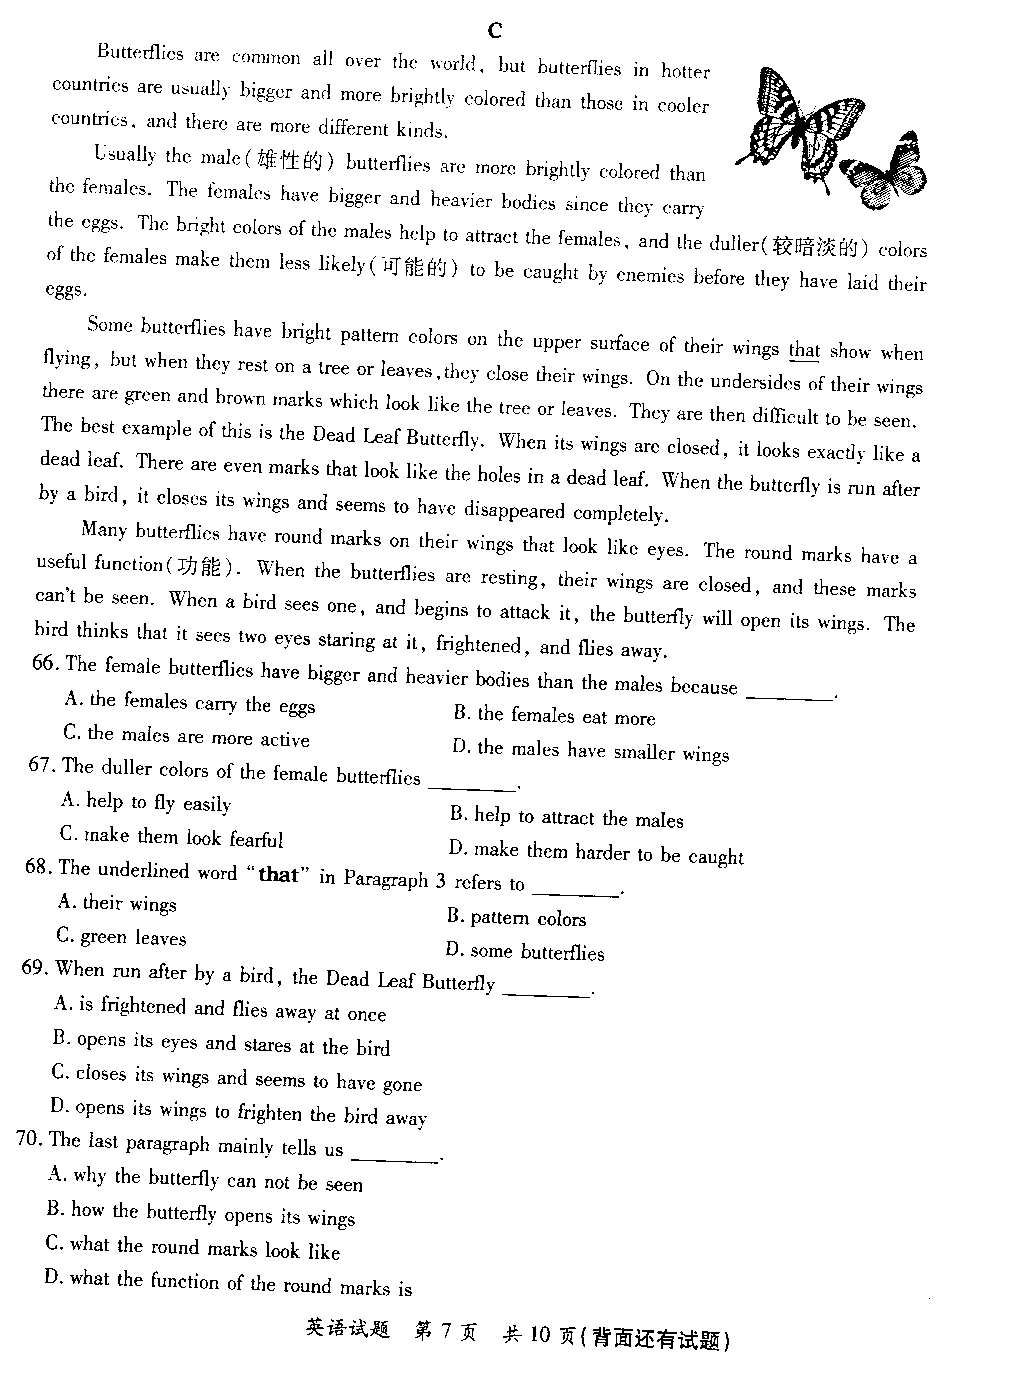 C
Butterflies are common all over the world, but butterflies in hotter
countries are usually bigger and more brightly colored than those in cooler
countries, and there are more different kinds.
Usually the male(雄性的) butterflies are more brightly colored than
the females. The females have bigger and heavier bodies since they carry
the eggs. The bright colors of the males help to attract the females, and the duller(较暗淡的) colors
of the females make them less likely(可能的) to be caught by enemies before they have laid their
eggs.
Some butterflies have bright pattern colors on the upper surface of their wings that show when
flying, but when they rest on a tree or leaves,they close their wings. On the undersides of their wings
there are green and brown marks which look like the tree or leaves. They are then difficult to be seen.
The best example of this is the Dead Leaf Butterfly. When its wings are closed, it looks exactly like a
dead leaf. There are even marks that look like the holes in a dead leaf. When the butterfly is run after
by a bird, it closes its wings and seems to have disappeared completely.
Many butterflies have round marks on their wings that look like eyes. The round marks have a
useful function(功能). When the butterflies are resting, their wings are closed, and these marks
can't be seen. When a bird sees one, and begins to attack it, the butterfly will open its wings. The
bird thinks that it sees two eyes staring at it, frightened, and flies away.
66. The female butterflies have bigger and heavier bodies than the males because ________.
A. the females carry the eggs B. the females eat more
C. the males are more active D. the males have smaller wings
67. The duller colors of the female butterflies ________.
A. help to fly easily B. help to attract the males
C. make them look fearful D. make them harder to be caught
68. The underlined word “that” in Paragraph 3 refers to ________.
A. their wings B. pattern colors
C. green leaves D. some butterflies
69. When run after by a bird, the Dead Leaf Butterfly ________.
A. is frightened and flies away at once
B. opens its eyes and stares at the bird
C. closes its wings and seems to have gone
D. opens its wings to frighten the bird away
70. The last paragraph mainly tells us ________.
A. why the butterfly can not be seen
B. how the butterfly opens its wings
C. what the round marks look like
D. what the function of the round marks is
英语试题 第 7 页 共 10 页(背面还有试题)